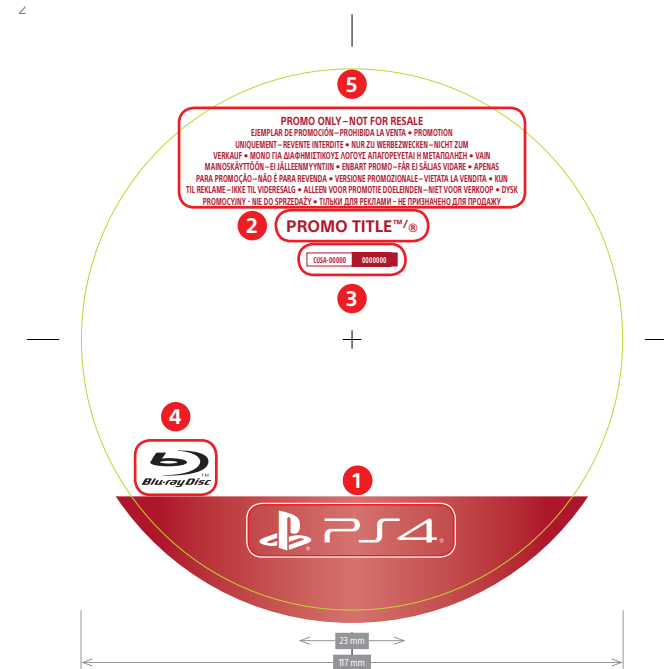 2
5
PROMO ONLY – NOT FOR RESALE
EJEMPLAR DE PROMOCIÓN – PROHIBIDA LA VENTA • PROMOTION
UNIQUEMENT – REVENTE INTERDITE • NUR ZU WERBEZWECKEN – NICHT ZUM
VERKAUF • ΜΟΝΟ ΓΙΑ ΔΙΑΦΗΜΙΣΤΙΚΟΥΣ ΛΟΓΟΥΣ ΑΠΑΓΟΡΕΥΕΤΑΙ Η ΜΕΤΑΠΩΛΗΣΗ • VAIN
MAINOSKÄYTTÖÖN – EI JÄLLEENMYYNTIIN • ENBART PROMO – FÅR EJ SÄLJAS VIDARE • APENAS
PARA PROMOÇÃO – NÃO É PARA REVENDA • VERSIONE PROMOZIONALE – VIETATA LA VENDITA • KUN
TIL REKLAME – IKKE TIL VIDERESALG • ALLEEN VOOR PROMOTIE DOELEINDEN – NIET VOOR VERKOOP • DYSK
PROMOCYJNY - NIE DO SPRZEDAŻY • ТІЛЬКИ ДЛЯ РЕКЛАМИ – НЕ ПРИЗНАЧЕНО ДЛЯ ПРОДАЖУ
2 PROMO TITLE™/®
CUSA-00000 0000000
3
4
Blu-ray Disc™
1
PS4®
23 mm
117 mm